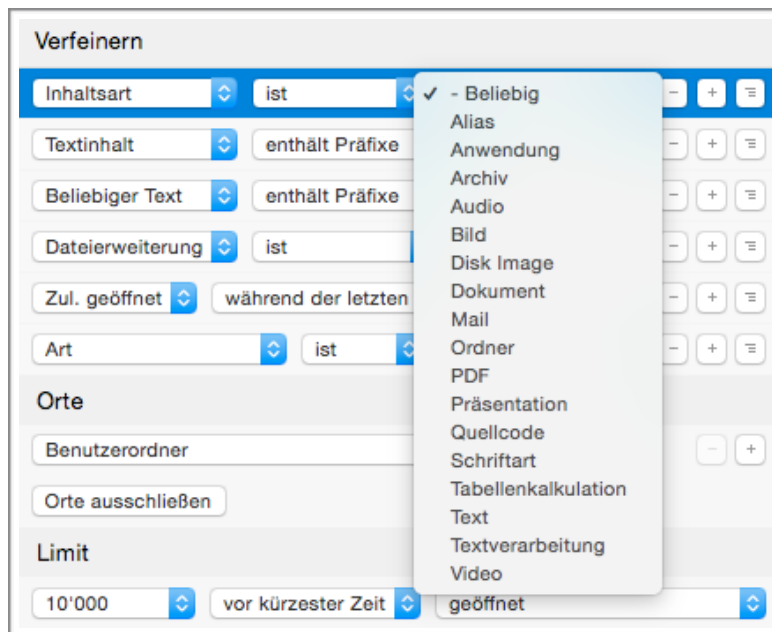 Verfeinern
Inhaltsart ist ✓ - Beliebig
Alias
Textinhalt enthält Präfixe
Anwendung
Archiv
Beliebiger Text enthält Präfixe
Audio
Bild
Dateierweiterung ist
Disk Image
Dokument
Zul. geöffnet während der letzten
Mail
Ordner
Art ist
PDF
Orte
Präsentation
Quellcode
Benutzerordner
Schriftart
Tabellenkalkulation
Orte ausschließen
Text
Textverarbeitung
Limit
Video
10'000 vor kürzester Zeit geöffnet